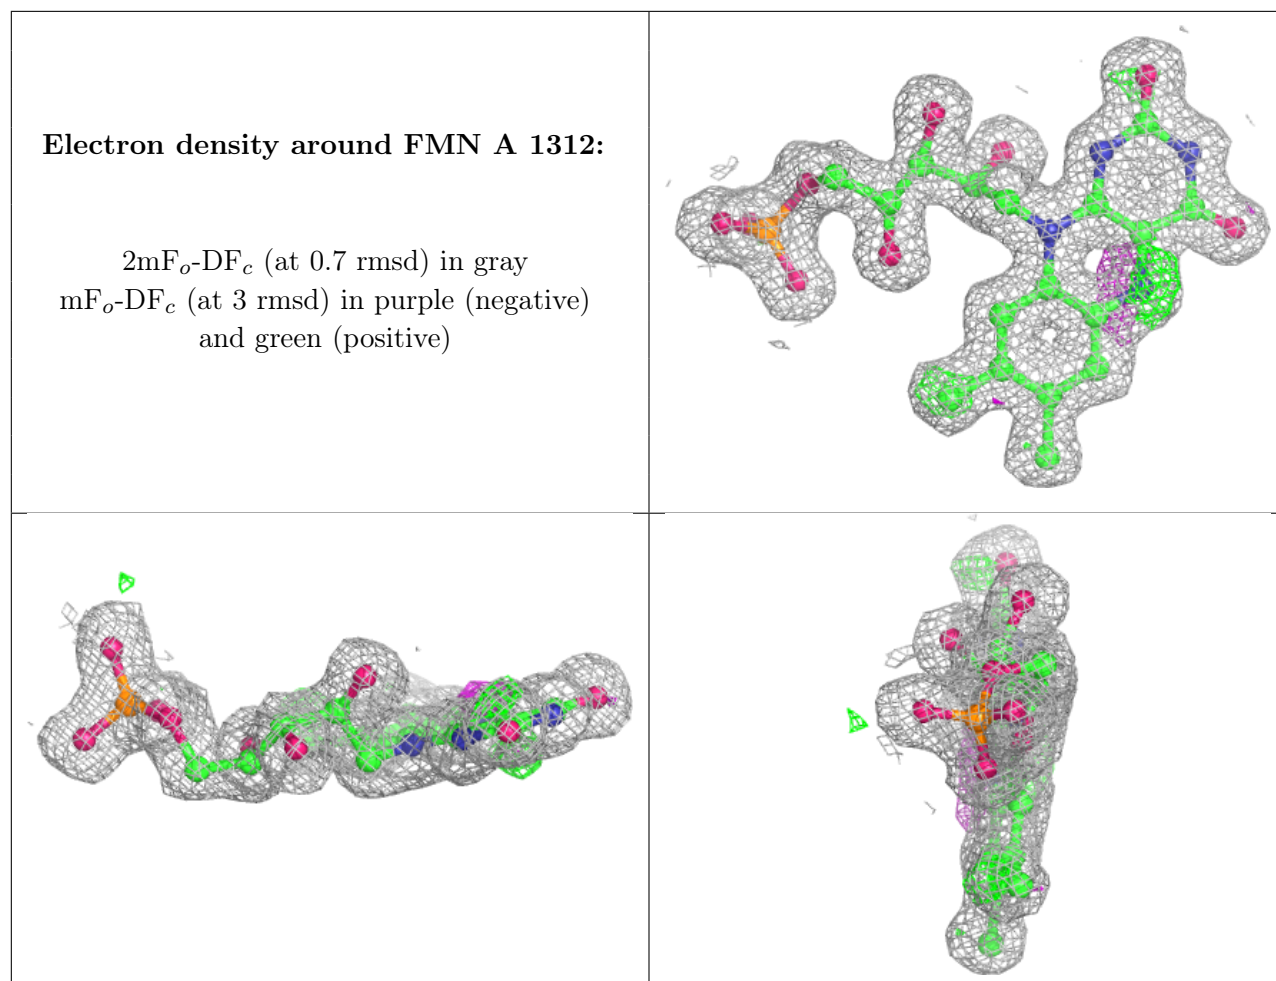 Electron density around FMN A 1312:
2mFo-DFc (at 0.7 rmsd) in gray
mFo-DFc (at 3 rmsd) in purple (negative)
and green (positive)